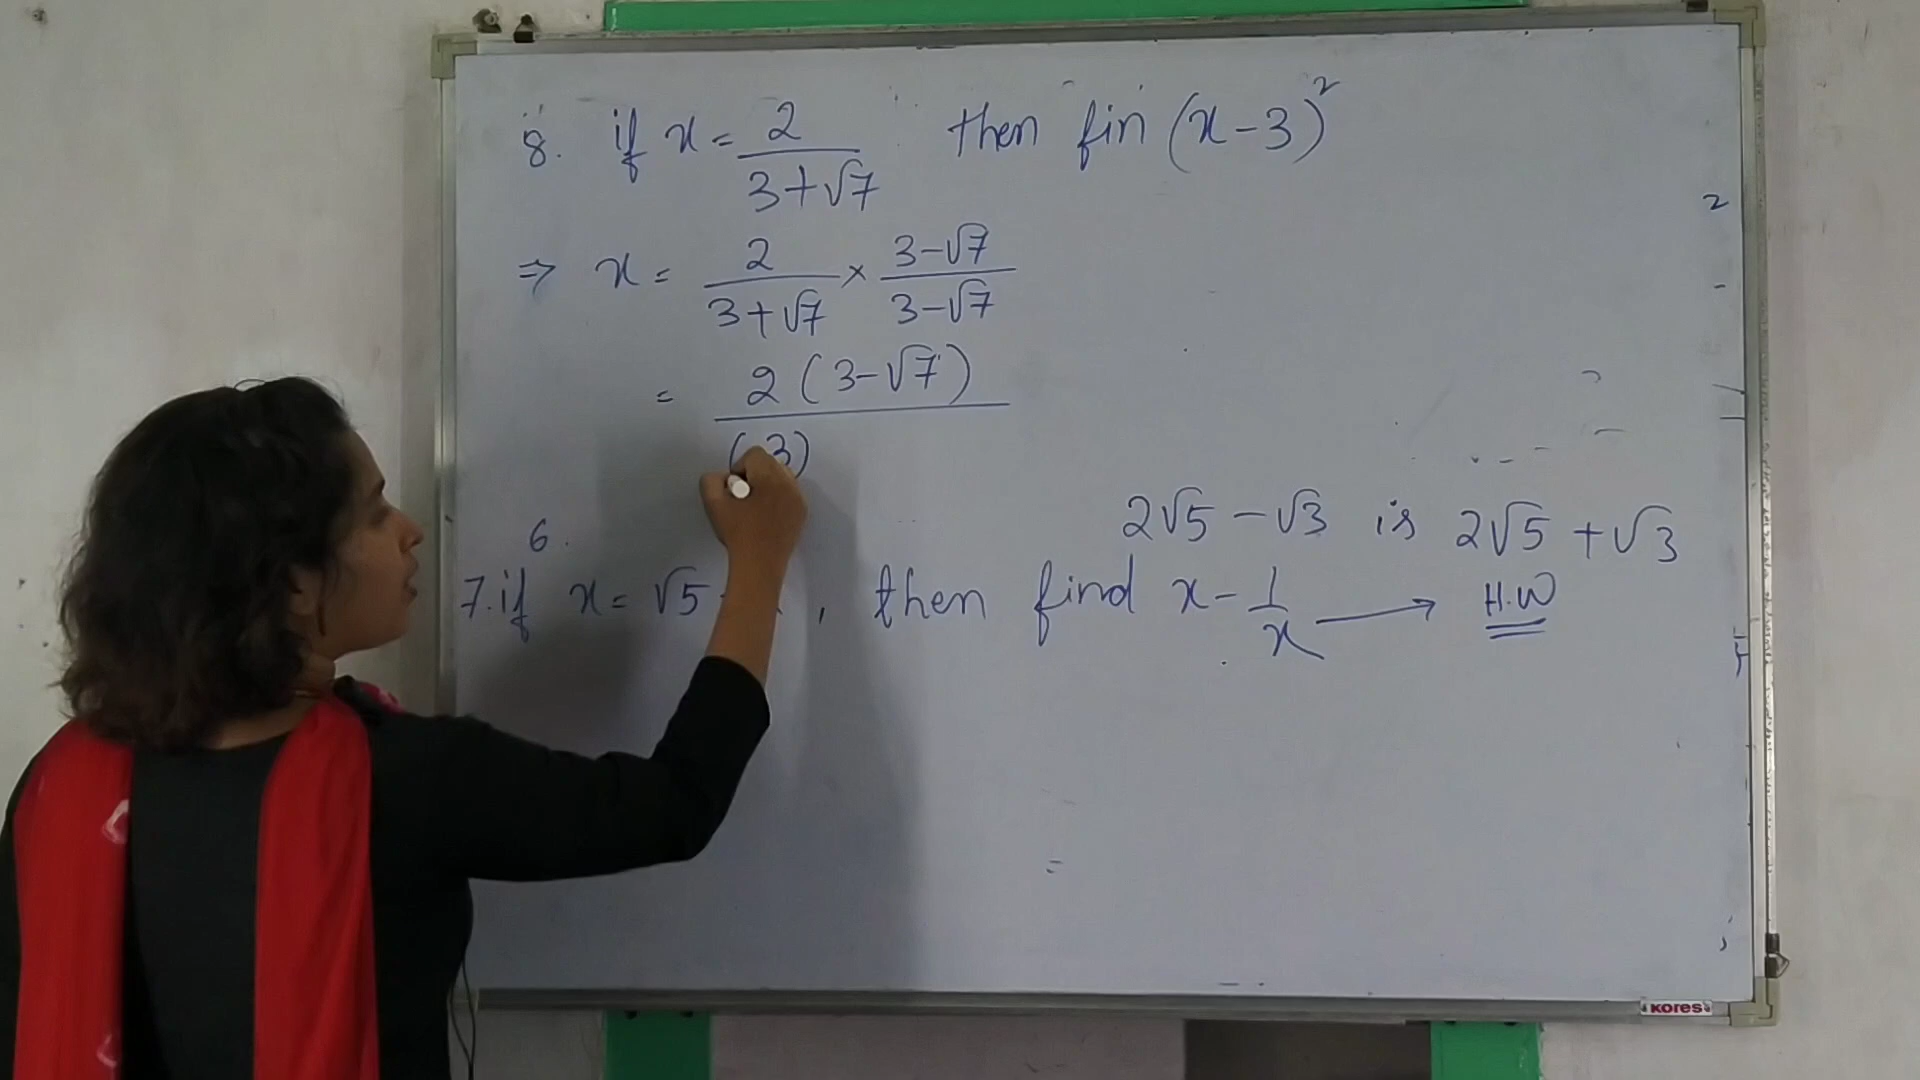 8. if x = 2/(3+√7) then fin (x-3)²
⇒ x = 2/(3+√7) × (3-√7)/(3-√7)
= 2(3-√7)
(3)
6.
2√5 - √3 is 2√5 + √3
7. if x = √5 , then find x - 1/x → H.W
KORES